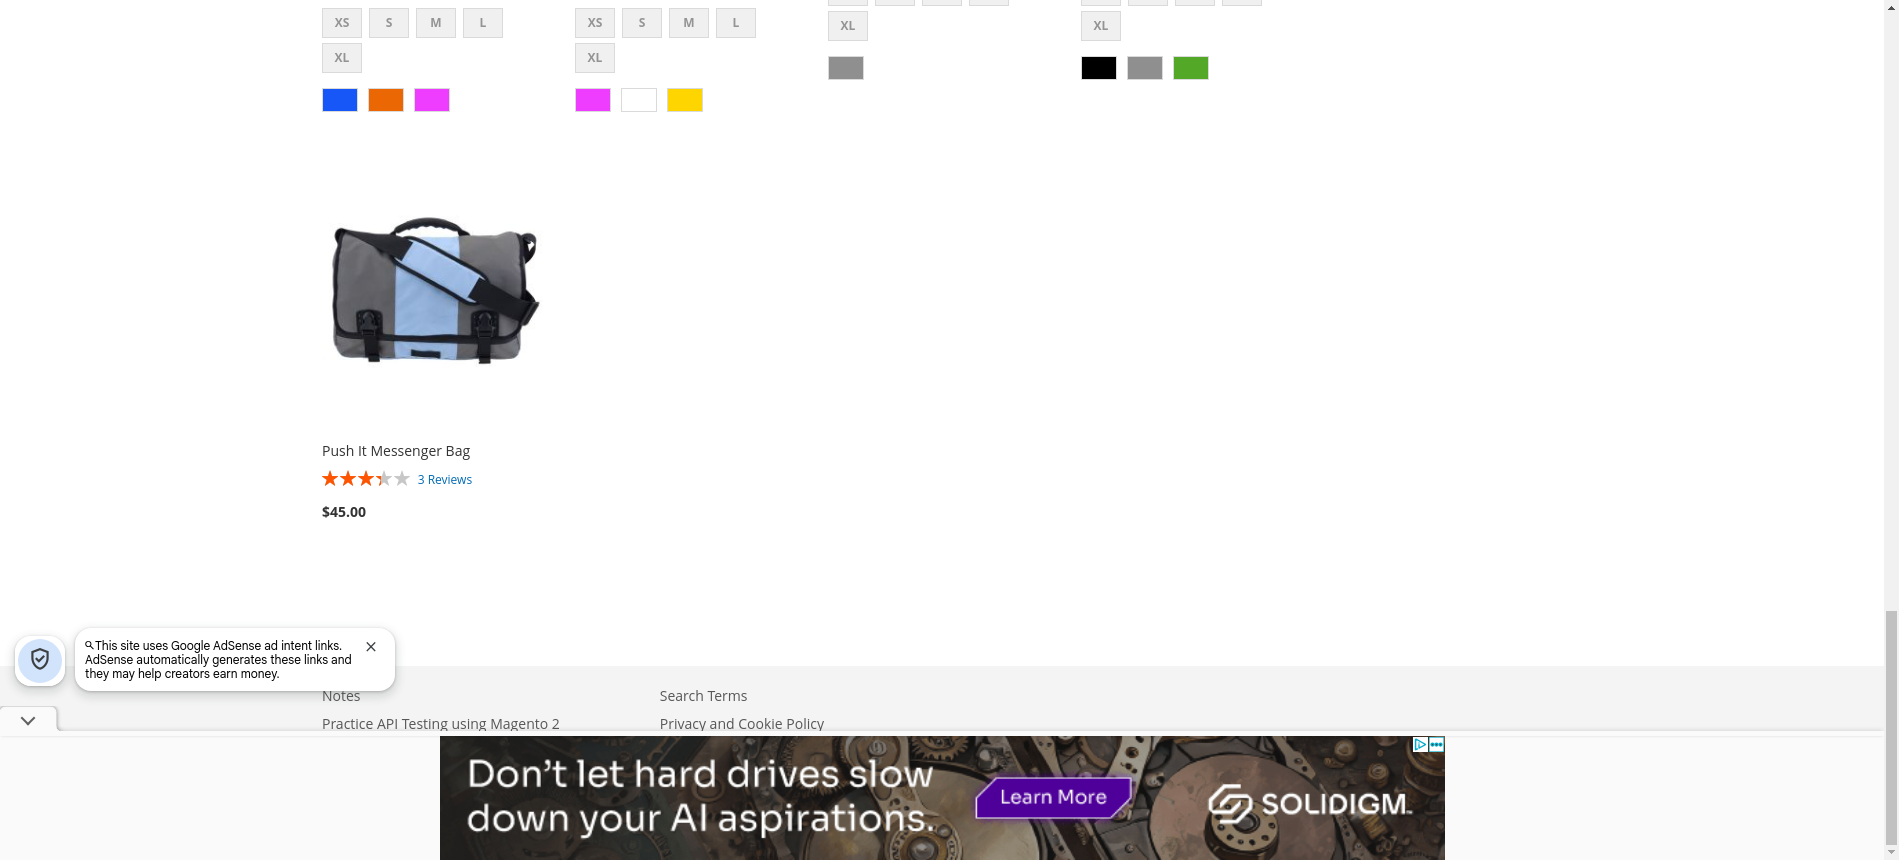 XS S M L
XL
XS S M L
XL
XL
XL
Push It Messenger Bag
3 Reviews
$45.00
This site uses Google AdSense ad intent links.
AdSense automatically generates these links and
they may help creators earn money.
Notes
Search Terms
Practice API Testing using Magento 2
Privacy and Cookie Policy
Don't let hard drives slow
down your AI aspirations.
Learn More
SOLIDIGM